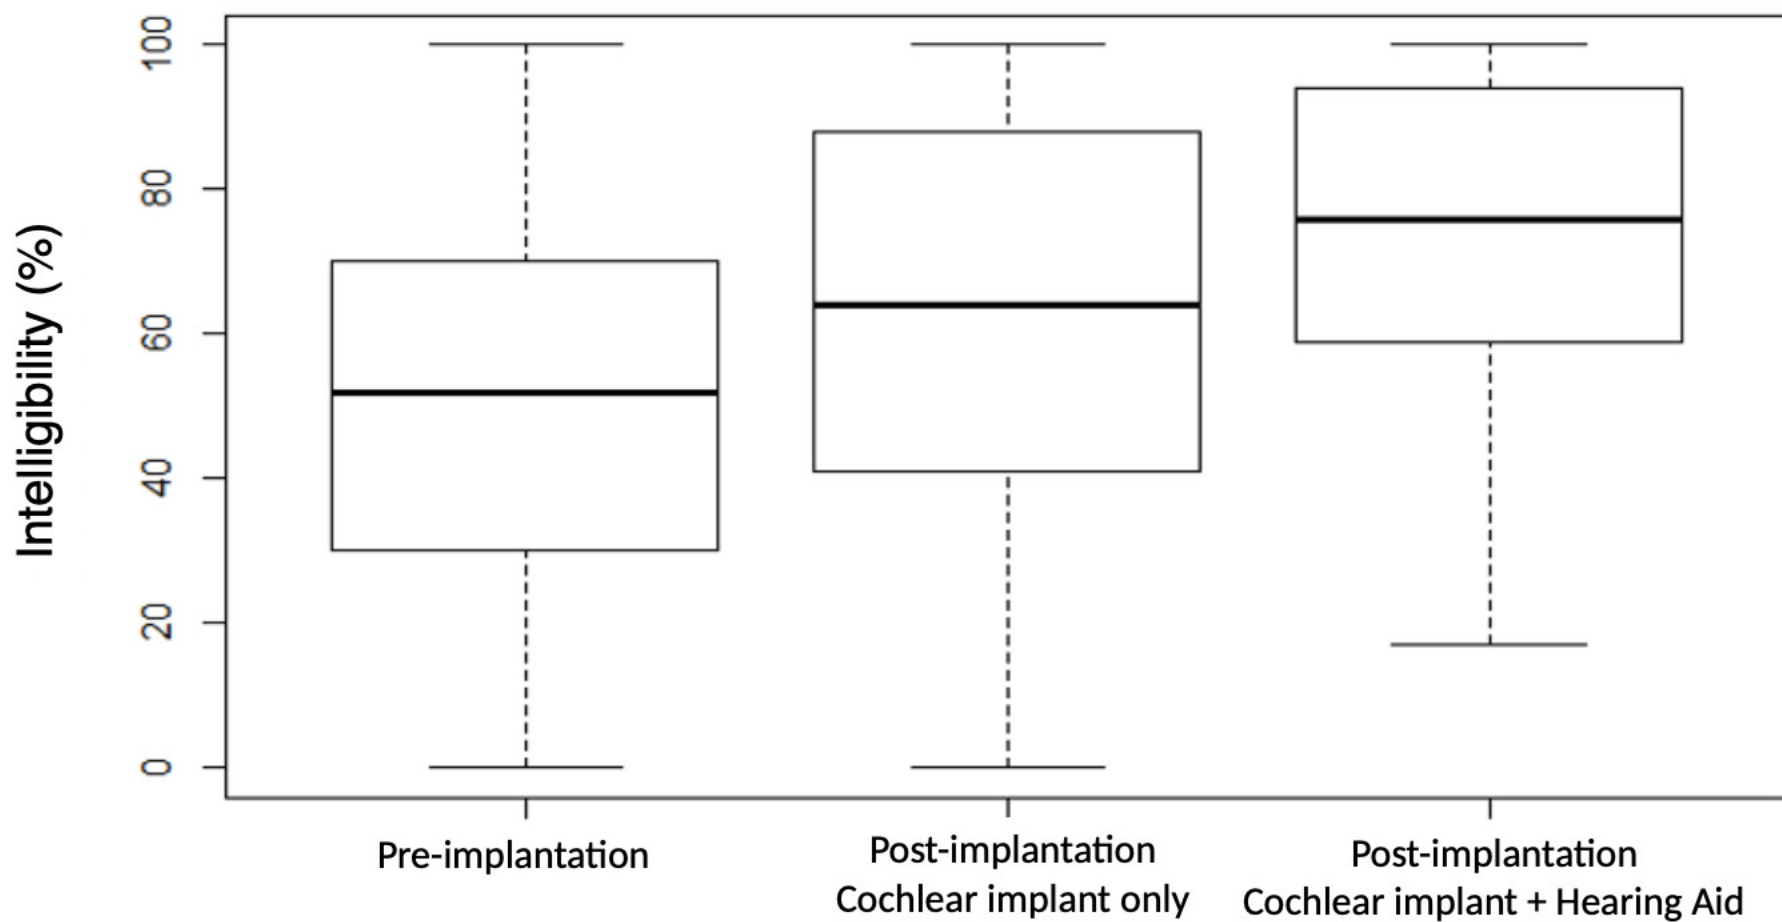 Intelligibility (%)
100
80
60
40
20
0
Pre-implantation
Post-implantation
Cochlear implant only
Post-implantation
Cochlear implant + Hearing Aid